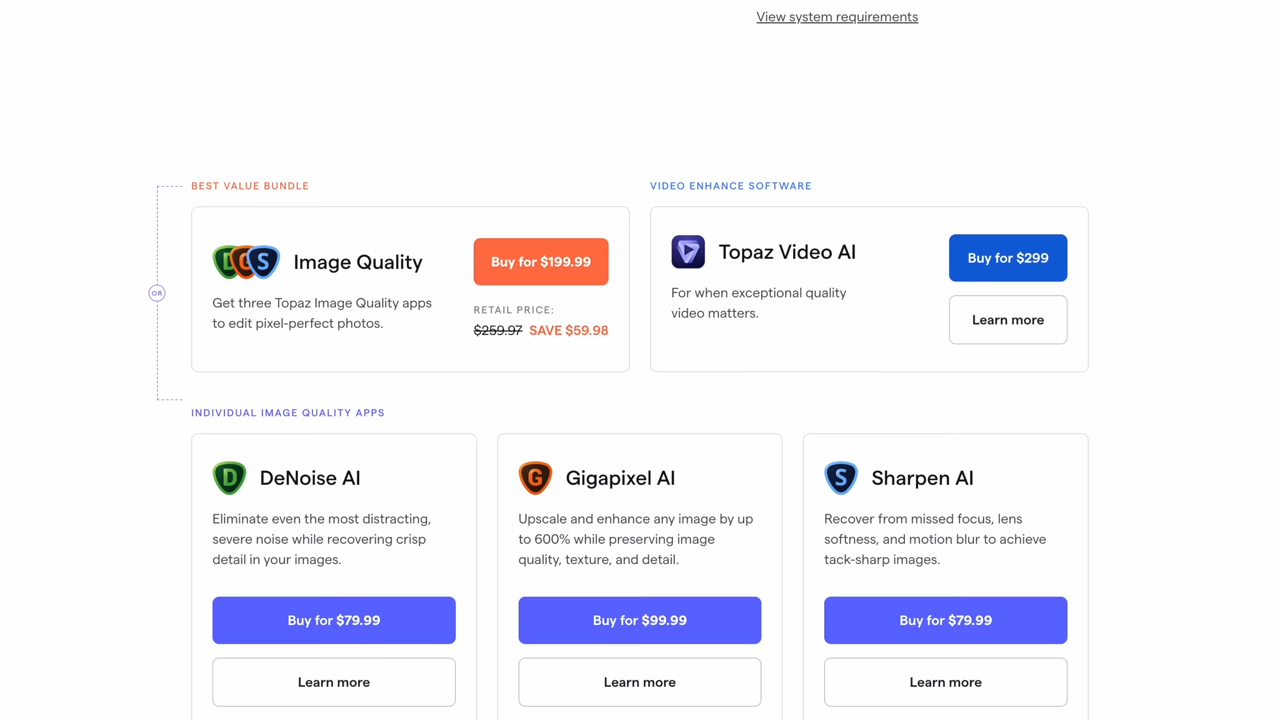 View system requirements
BEST VALUE BUNDLE
D G S Image Quality
Get three Topaz Image Quality apps
to edit pixel-perfect photos.
Buy for $199.99
RETAIL PRICE:
$259.97 SAVE $59.98
OR
VIDEO ENHANCE SOFTWARE
Topaz Video AI
For when exceptional quality
video matters.
Buy for $299
Learn more
INDIVIDUAL IMAGE QUALITY APPS
D DeNoise AI
Eliminate even the most distracting,
severe noise while recovering crisp
detail in your images.
Buy for $79.99
Learn more
G Gigapixel AI
Upscale and enhance any image by up
to 600% while preserving image
quality, texture, and detail.
Buy for $99.99
Learn more
S Sharpen AI
Recover from missed focus, lens
softness, and motion blur to achieve
tack-sharp images.
Buy for $79.99
Learn more